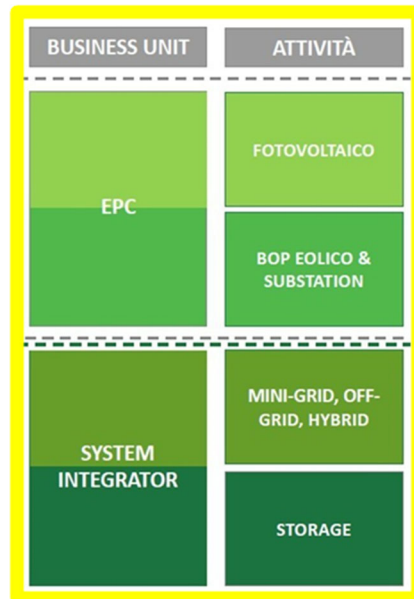 BUSINESS UNIT
ATTIVITÀ
EPC
FOTOVOLTAICO
BOP EOLICO &
SUBSTATION
SYSTEM
INTEGRATOR
MINI-GRID, OFF-
GRID, HYBRID
STORAGE